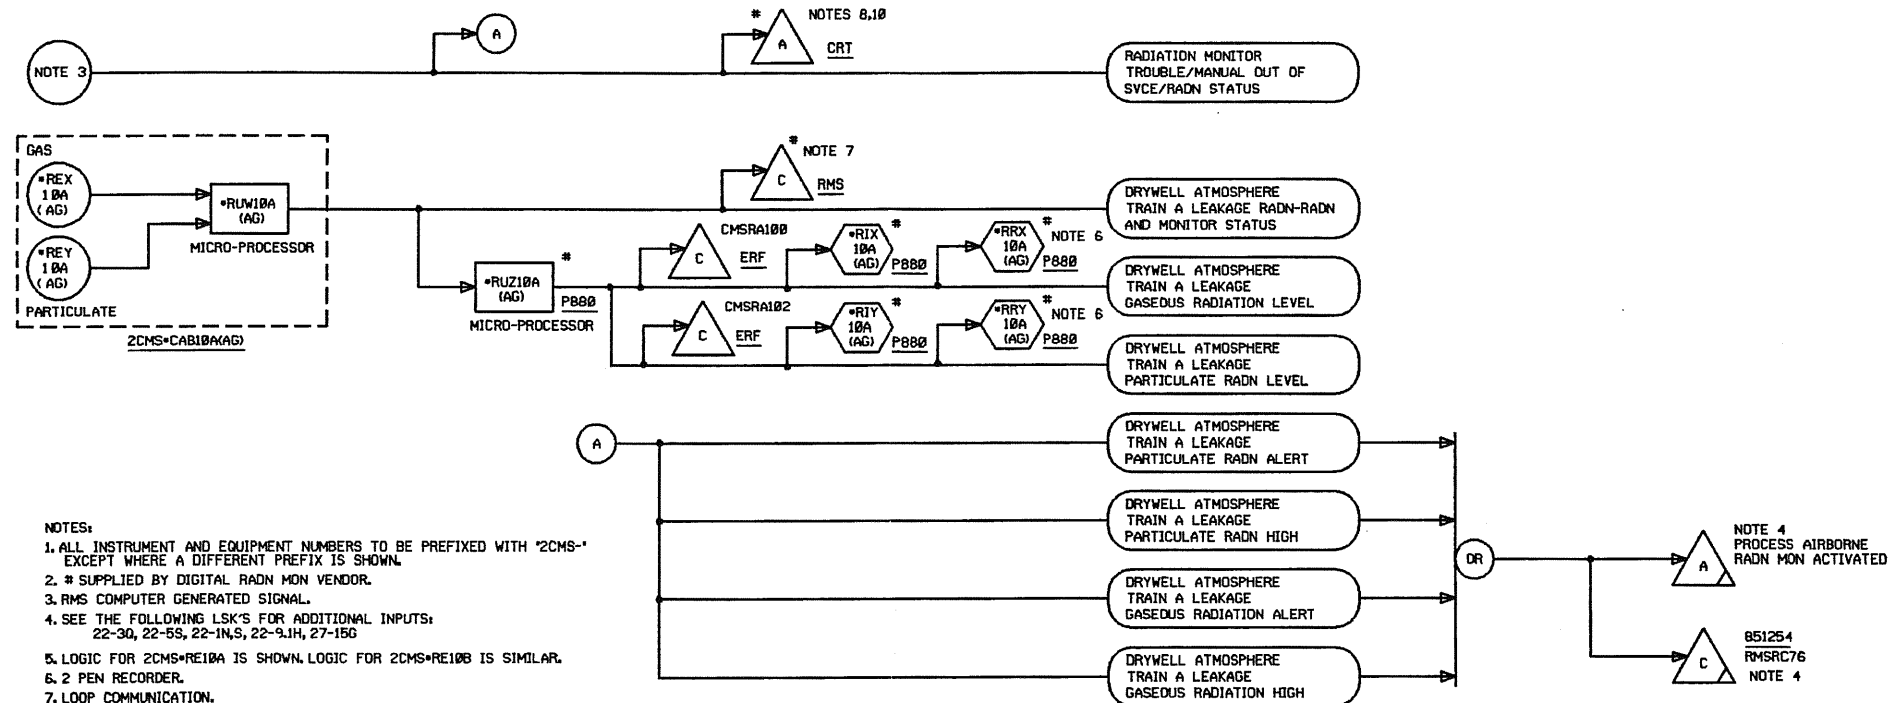 NOTE 3
A
#
NOTES 8,10
A
CRT
RADIATION MONITOR
TROUBLE/MANUAL OUT OF
SVCE/RADN STATUS
GAS
*REX
10A
(AG)
*REY
10A
(AG)
PARTICULATE
*RUW10A
(AG)
MICRO-PROCESSOR
2CMS*CAB10A(AG)
#
NOTE 7
C
RMS
DRYWELL ATMOSPHERE
TRAIN A LEAKAGE RADN-RADN
AND MONITOR STATUS
*RUZ10A
(AG)
#
P880
MICRO-PROCESSOR
CMSRA100
C
ERF
*RIX
10A
(AG)
#
P880
*RRX
10A
(AG)
#
NOTE 6
P880
DRYWELL ATMOSPHERE
TRAIN A LEAKAGE
GASEOUS RADIATION LEVEL
CMSRA102
C
ERF
*RIY
10A
(AG)
#
P880
*RRY
10A
(AG)
#
NOTE 6
P880
DRYWELL ATMOSPHERE
TRAIN A LEAKAGE
PARTICULATE RADN LEVEL
A
DRYWELL ATMOSPHERE
TRAIN A LEAKAGE
PARTICULATE RADN ALERT
DRYWELL ATMOSPHERE
TRAIN A LEAKAGE
PARTICULATE RADN HIGH
DRYWELL ATMOSPHERE
TRAIN A LEAKAGE
GASEOUS RADIATION ALERT
DRYWELL ATMOSPHERE
TRAIN A LEAKAGE
GASEOUS RADIATION HIGH
OR
A
NOTE 4
PROCESS AIRBORNE
RADN MON ACTIVATED
C
851254
RMSRC76
NOTE 4
NOTES:
1. ALL INSTRUMENT AND EQUIPMENT NUMBERS TO BE PREFIXED WITH "2CMS-"
EXCEPT WHERE A DIFFERENT PREFIX IS SHOWN.
2. # SUPPLIED BY DIGITAL RADN MON VENDOR.
3. RMS COMPUTER GENERATED SIGNAL.
4. SEE THE FOLLOWING LSK'S FOR ADDITIONAL INPUTS:
22-3Q, 22-5S, 22-1N,S, 22-9.1H, 27-15G
5. LOGIC FOR 2CMS*RE10A IS SHOWN. LOGIC FOR 2CMS*RE10B IS SIMILAR.
6. 2 PEN RECORDER.
7. LOOP COMMUNICATION.